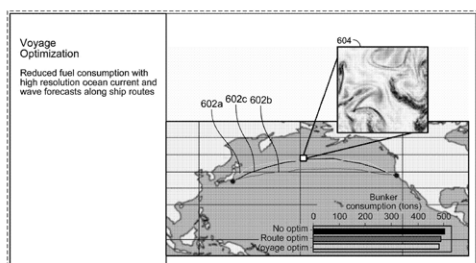 Voyage
Optimization
Reduced fuel consumption with
high resolution ocean current and
wave forecasts along ship routes
604
602c 602b
602a
Bunker
consumption (tons)
0 100 200 300 400 500
No optim
Route optim
Voyage optim